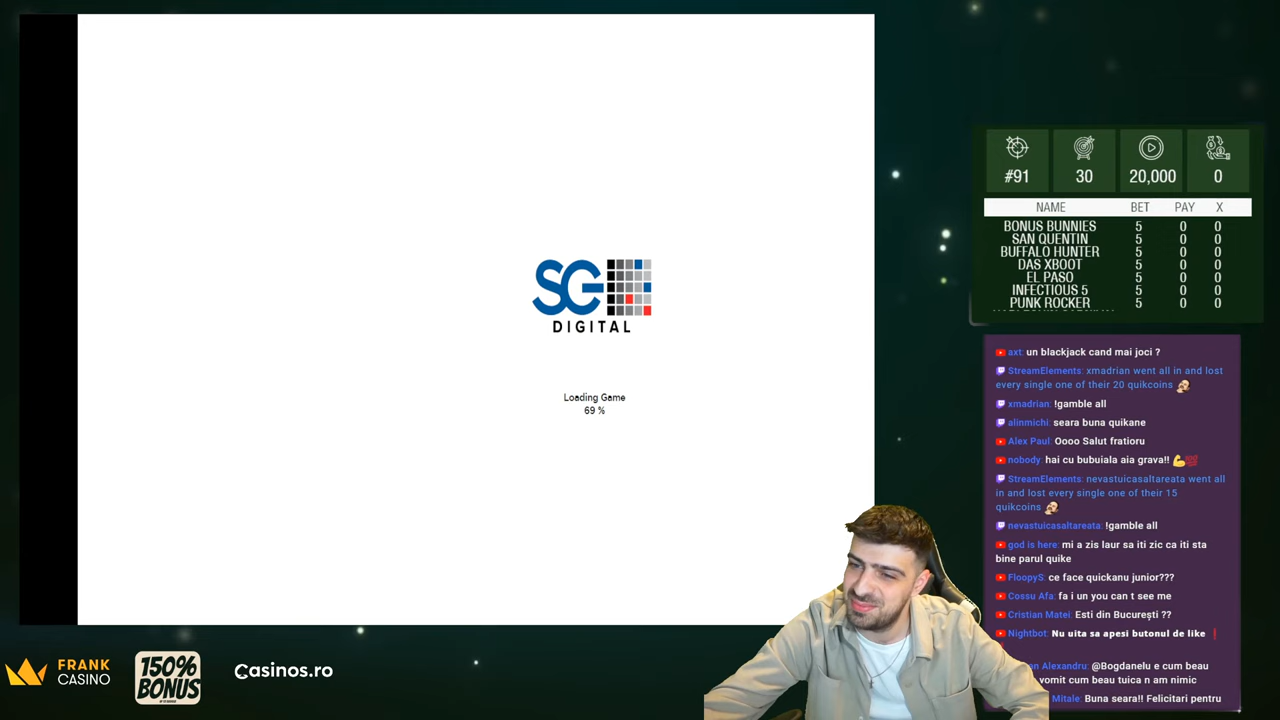 SG
DIGITAL
Loading Game
69 %
#91 30 20,000 0
NAME BET PAY X
BONUS BUNNIES 5 0 0
SAN QUENTIN 5 0 0
BUFFALO HUNTER 5 0 0
DAS XBOOT 5 0 0
EL PASO 5 0 0
INFECTIOUS 5 5 0 0
PUNK ROCKER 5 0 0
axt: un blackjack cand mai joci ?
StreamElements: xmadrian went all in and lost
every single one of their 20 quikcoins
xmadrian: !gamble all
alinmichi: seara buna quikane
Alex Paul: Oooo Salut fratioru
nobody: hai cu bubuiala aia grava!! 💪💯
StreamElements: nevastuicasaltareata went all
in and lost every single one of their 15
quikcoins
nevastuicasaltareata: !gamble all
god is here: mi a zis laur sa iti zic ca iti sta
bine parul quike
FloopyS: ce face quickanu junior???
Cossu Afa: fa i un you can t see me
Cristian Matei: Esti din București ??
Nightbot: Nu uita sa apesi butonul de like ❗
Alexandru: @Bogdanelu e cum beau
vomit cum beau tuica n am nimic
Mitale: Buna seara!! Felicitari pentru
FRANK
CASINO
150%
BONUS
Casinos.ro